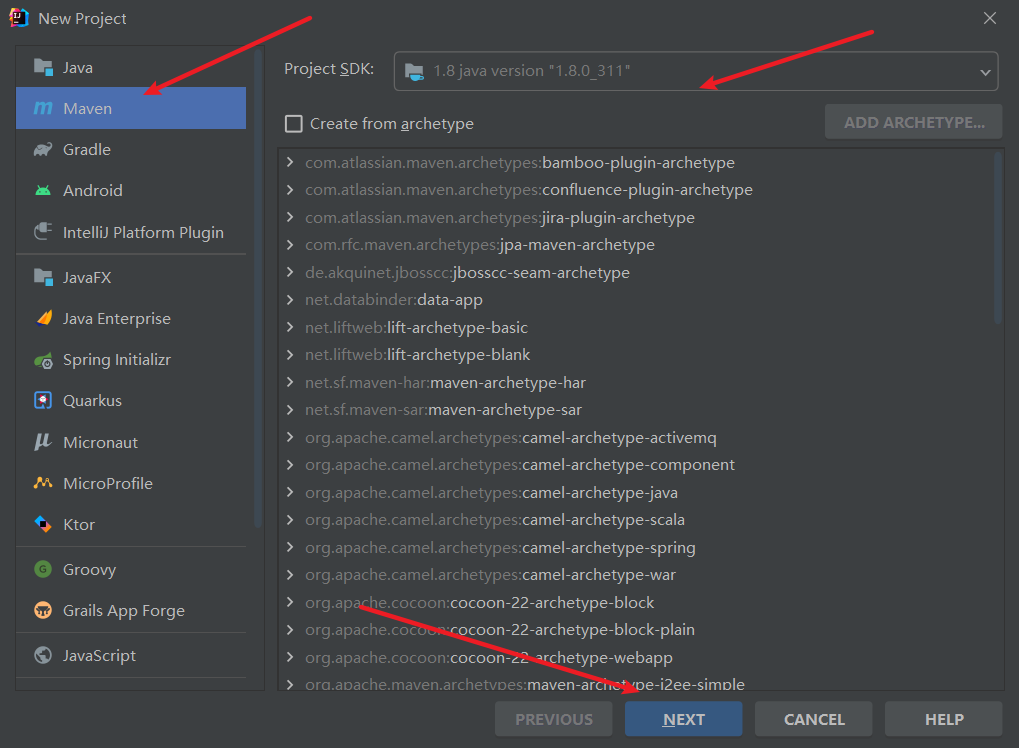 New Project
Java
Maven
Gradle
Android
IntelliJ Platform Plugin
JavaFX
Java Enterprise
Spring Initializr
Quarkus
Micronaut
MicroProfile
Ktor
Groovy
Grails App Forge
JavaScript
Project SDK: 1.8 java version "1.8.0_311"
Create from archetype
ADD ARCHETYPE...
com.atlassian.maven.archetypes:bamboo-plugin-archetype
com.atlassian.maven.archetypes:confluence-plugin-archetype
com.atlassian.maven.archetypes:jira-plugin-archetype
com.rfc.maven.archetypes:jpa-maven-archetype
de.akquinet.jbosscc:jbosscc-seam-archetype
net.databinder:data-app
net.liftweb:lift-archetype-basic
net.liftweb:lift-archetype-blank
net.sf.maven-har:maven-archetype-har
net.sf.maven-sar:maven-archetype-sar
org.apache.camel.archetypes:camel-archetype-activemq
org.apache.camel.archetypes:camel-archetype-component
org.apache.camel.archetypes:camel-archetype-java
org.apache.camel.archetypes:camel-archetype-scala
org.apache.camel.archetypes:camel-archetype-spring
org.apache.camel.archetypes:camel-archetype-war
org.apache.cocoon:cocoon-22-archetype-block
org.apache.cocoon:cocoon-22-archetype-block-plain
org.apache.cocoon:cocoon-22-archetype-webapp
org.apache.maven.archetypes:maven-archetype-j2ee-simple
PREVIOUS
NEXT
CANCEL
HELP